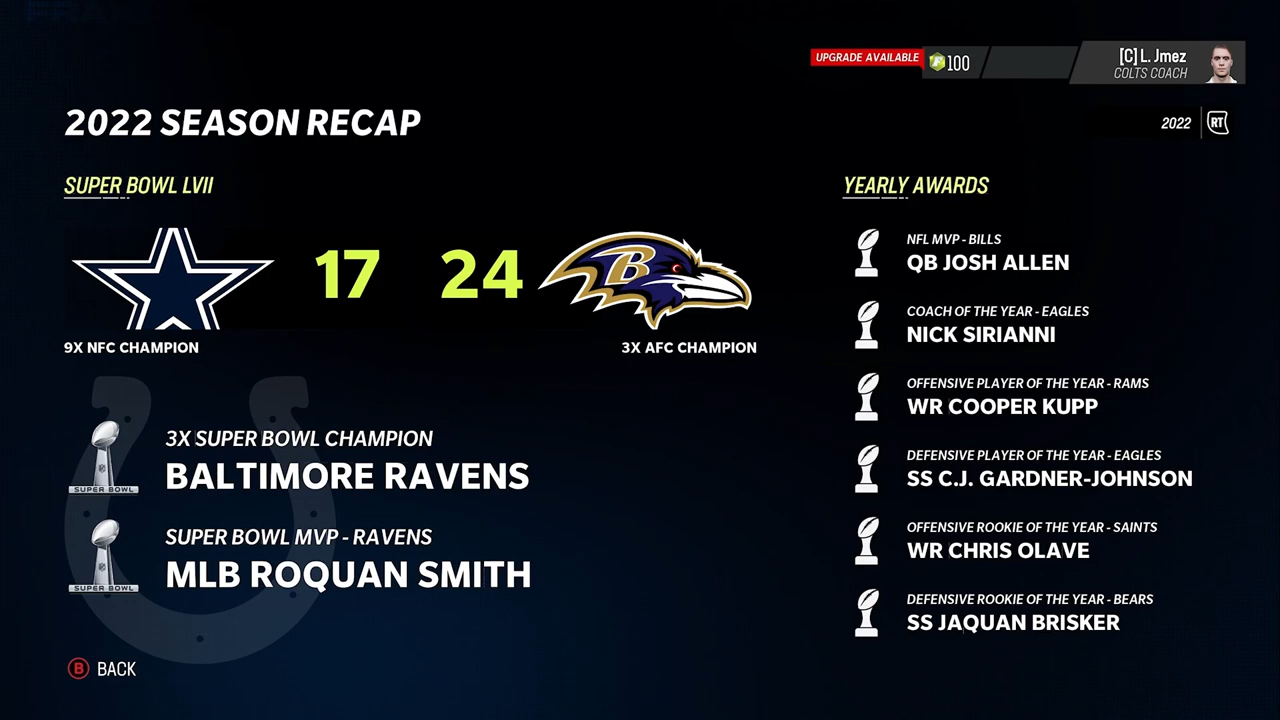 UPGRADE AVAILABLE 100
[C] L. Jmez
COLTS COACH
2022 SEASON RECAP
2022 RT
SUPER BOWL LVII
17 24
B
9X NFC CHAMPION
3X AFC CHAMPION
SUPER BOWL
3X SUPER BOWL CHAMPION
BALTIMORE RAVENS
SUPER BOWL
SUPER BOWL MVP - RAVENS
MLB ROQUAN SMITH
B BACK
YEARLY AWARDS
NFL MVP - BILLS
QB JOSH ALLEN
COACH OF THE YEAR - EAGLES
NICK SIRIANNI
OFFENSIVE PLAYER OF THE YEAR - RAMS
WR COOPER KUPP
DEFENSIVE PLAYER OF THE YEAR - EAGLES
SS C.J. GARDNER-JOHNSON
OFFENSIVE ROOKIE OF THE YEAR - SAINTS
WR CHRIS OLAVE
DEFENSIVE ROOKIE OF THE YEAR - BEARS
SS JAQUAN BRISKER